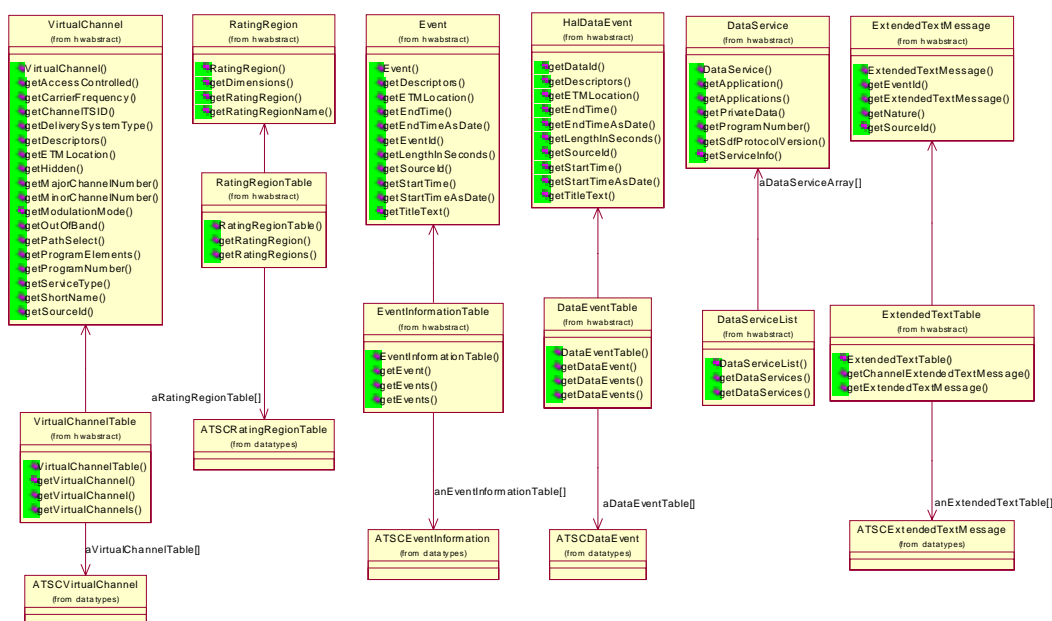 VirtualChannel
(from hwabstract)
VirtualChannel()
getAccessControlled()
getCarrierFrequency()
getChannelTSID()
getDeliverySystemType()
getDescriptors()
getETMLocation()
getHidden()
getMajorChannelNumber()
getMinorChannelNumber()
getModulationMode()
getOutOfBand()
getPathSelect()
getProgramElements()
getProgramNumber()
getServiceType()
getShortName()
getSourceId()
RatingRegion
(from hwabstract)
RatingRegion()
getDimensions()
getRatingRegion()
getRatingRegionName()
Event
(from hwabstract)
Event()
getDescriptors()
getETMLocation()
getEndTime()
getEndTimeAsDate()
getEventId()
getLengthInSeconds()
getSourceId()
getStartTime()
getStartTimeAsDate()
getTitleText()
HalDataEvent
(from hwabstract)
getDataId()
getDescriptors()
getETMLocation()
getEndTime()
getEndTimeAsDate()
getLengthInSeconds()
getSourceId()
getStartTime()
getStartTimeAsDate()
getTitleText()
DataService
(from hwabstract)
DataService()
getApplication()
getApplications()
getPrivateData()
getProgramNumber()
getSdfProtocolVersion()
getServiceInfo()
ExtendedTextMessage
(from hwabstract)
ExtendedTextMessage()
getEventId()
getExtendedTextMessage()
getNature()
getSourceId()
RatingRegionTable
(from hwabstract)
RatingRegionTable()
getRatingRegion()
getRatingRegions()
aDataServiceArray[]
EventInformationTable
(from hwabstract)
EventInformationTable()
getEvent()
getEvents()
getEvents()
DataEventTable
(from hwabstract)
DataEventTable()
getDataEvent()
getDataEvents()
getDataEvents()
DataServiceList
(from hwabstract)
DataServiceList()
getDataServices()
getDataServices()
ExtendedTextTable
(from hwabstract)
ExtendedTextTable()
getChannelExtendedTextMessage()
getExtendedTextMessage()
aRatingRegionTable[]
VirtualChannelTable
(from hwabstract)
VirtualChannelTable()
getVirtualChannel()
getVirtualChannel()
getVirtualChannels()
ATSCRatingRegionTable
(from datatypes)
anEventInformationTable[]
aDataEventTable[]
anExtendedTextTable[]
aVirtualChannelTable[]
ATSCEventInformation
(from datatypes)
ATSCDataEvent
(from datatypes)
ATSCExtendedTextMessage
(from datatypes)
ATSCVirtualChannel
(from datatypes)